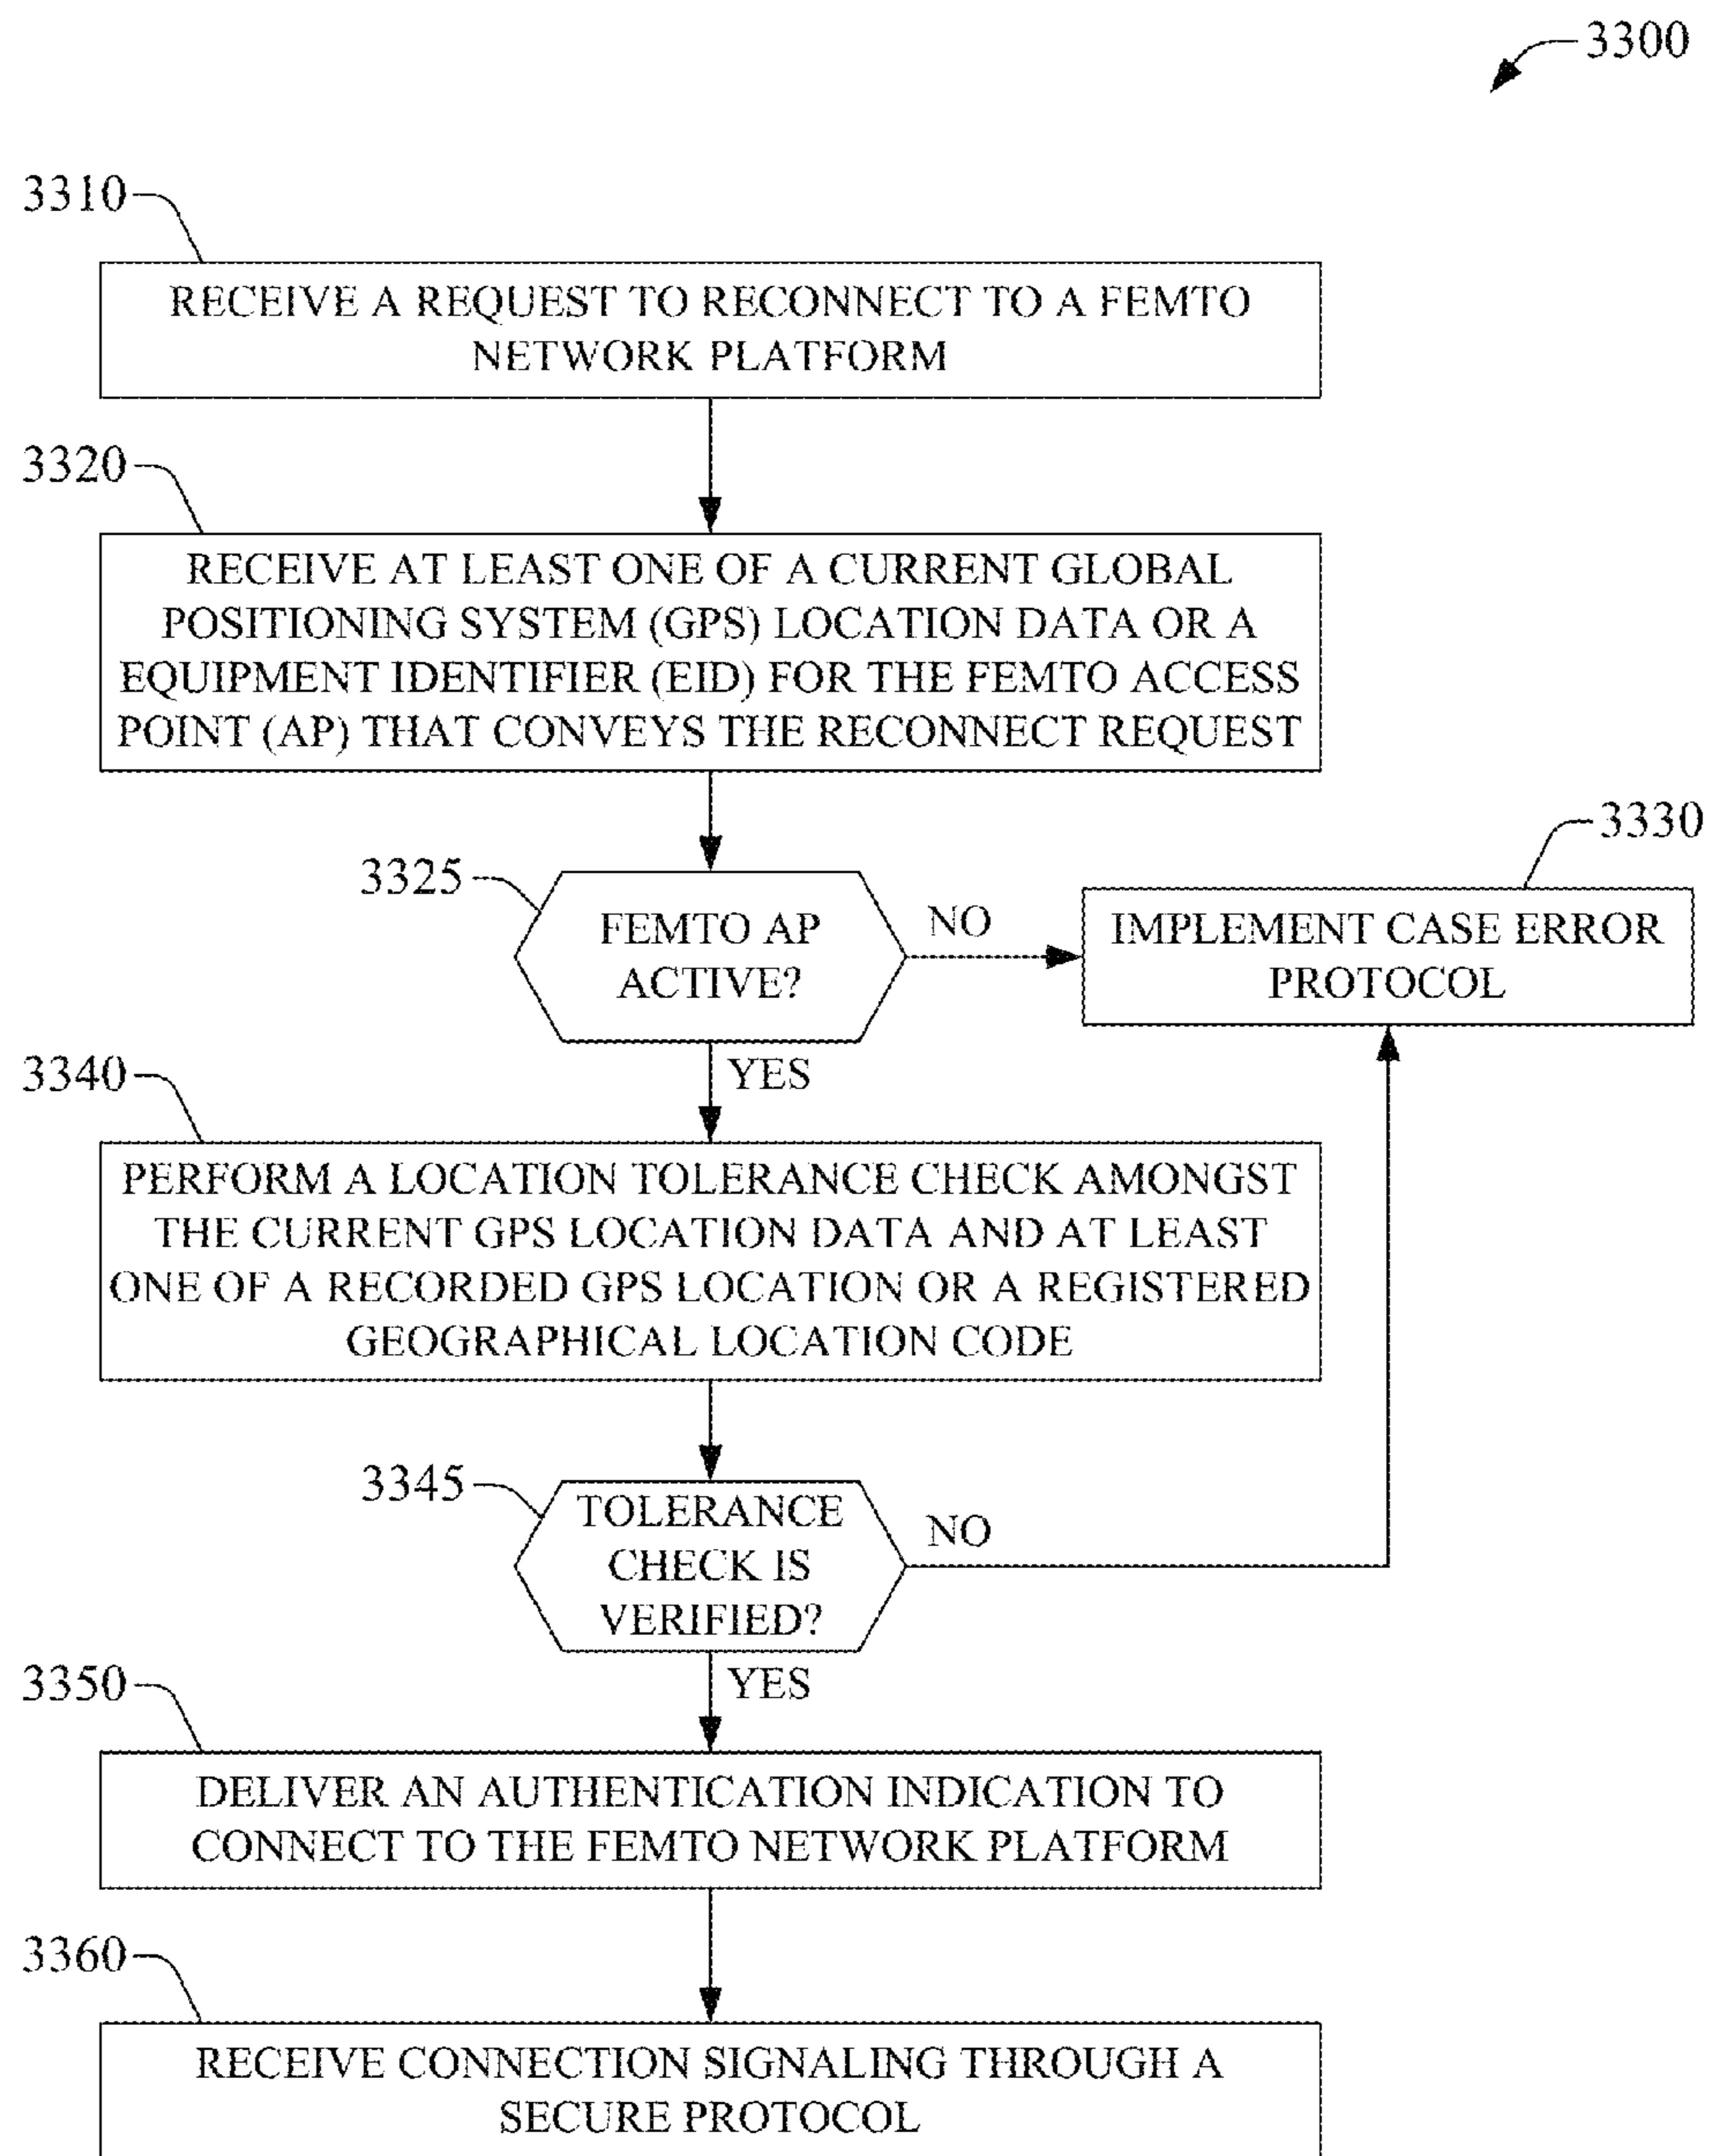 3300
3310
RECEIVE A REQUEST TO RECONNECT TO A FEMTO
NETWORK PLATFORM
3320
RECEIVE AT LEAST ONE OF A CURRENT GLOBAL
POSITIONING SYSTEM (GPS) LOCATION DATA OR A
EQUIPMENT IDENTIFIER (EID) FOR THE FEMTO ACCESS
POINT (AP) THAT CONVEYS THE RECONNECT REQUEST
3325
FEMTO AP
ACTIVE?
NO
3330
IMPLEMENT CASE ERROR
PROTOCOL
YES
3340
PERFORM A LOCATION TOLERANCE CHECK AMONGST
THE CURRENT GPS LOCATION DATA AND AT LEAST
ONE OF A RECORDED GPS LOCATION OR A REGISTERED
GEOGRAPHICAL LOCATION CODE
3345
TOLERANCE
CHECK IS
VERIFIED?
NO
YES
3350
DELIVER AN AUTHENTICATION INDICATION TO
CONNECT TO THE FEMTO NETWORK PLATFORM
3360
RECEIVE CONNECTION SIGNALING THROUGH A
SECURE PROTOCOL